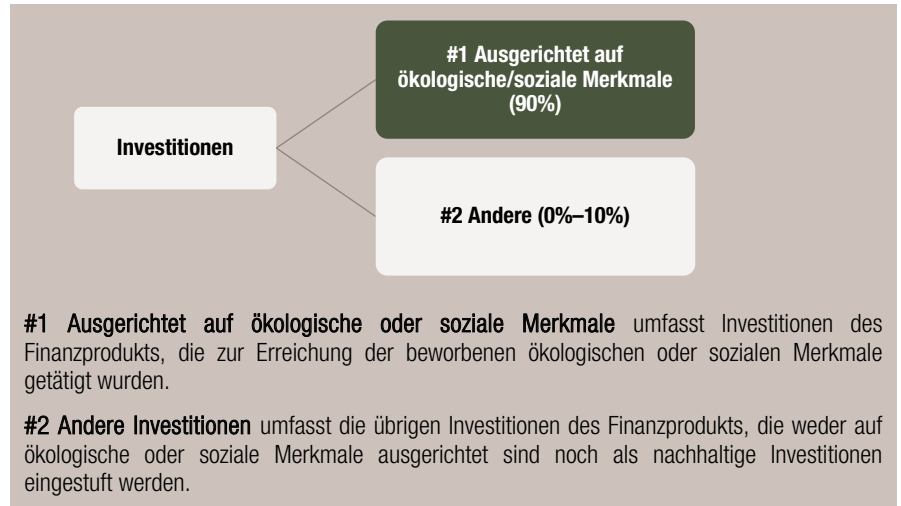 #1 Ausgerichtet auf
ökologische/soziale Merkmale
(90%)
Investitionen
#2 Andere (0%–10%)
#1 Ausgerichtet auf ökologische oder soziale Merkmale umfasst Investitionen des
Finanzprodukts, die zur Erreichung der beworbenen ökologischen oder sozialen Merkmale
getätigt wurden.
#2 Andere Investitionen umfasst die übrigen Investitionen des Finanzprodukts, die weder auf
ökologische oder soziale Merkmale ausgerichtet sind noch als nachhaltige Investitionen
eingestuft werden.